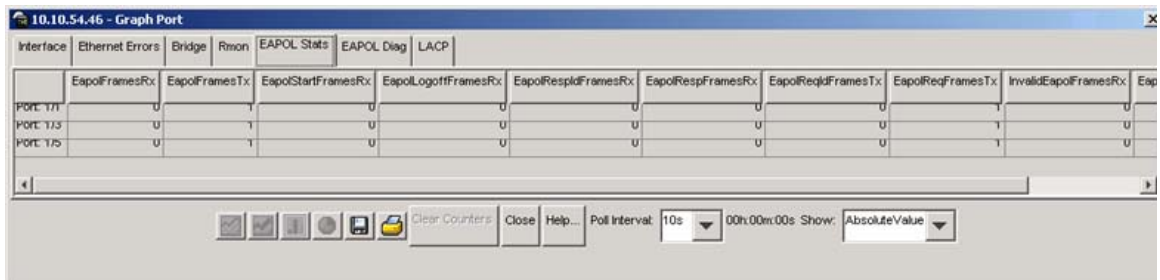 10.10.54.46 - Graph Port
Interface Ethernet Errors Bridge Rmon EAPOL Stats EAPOL Diag LACP
EapolFramesRx EapolFramesTx EapolStartFramesRx EapolLogoffFramesRx EapolRespIdFramesRx EapolRespFramesRx EapolReqIdFramesTx EapolReqFramesTx InvalidEapolFramesRx Eap
Port: 1/1 0 1 0 0 0 0 0 1 0
Port: 1/3 0 1 0 0 0 0 0 1 0
Port: 1/5 0 1 0 0 0 0 0 1 0
Clear Counters Close Help... Poll Interval: 10s 00h:00m:00s Show: AbsoluteValue